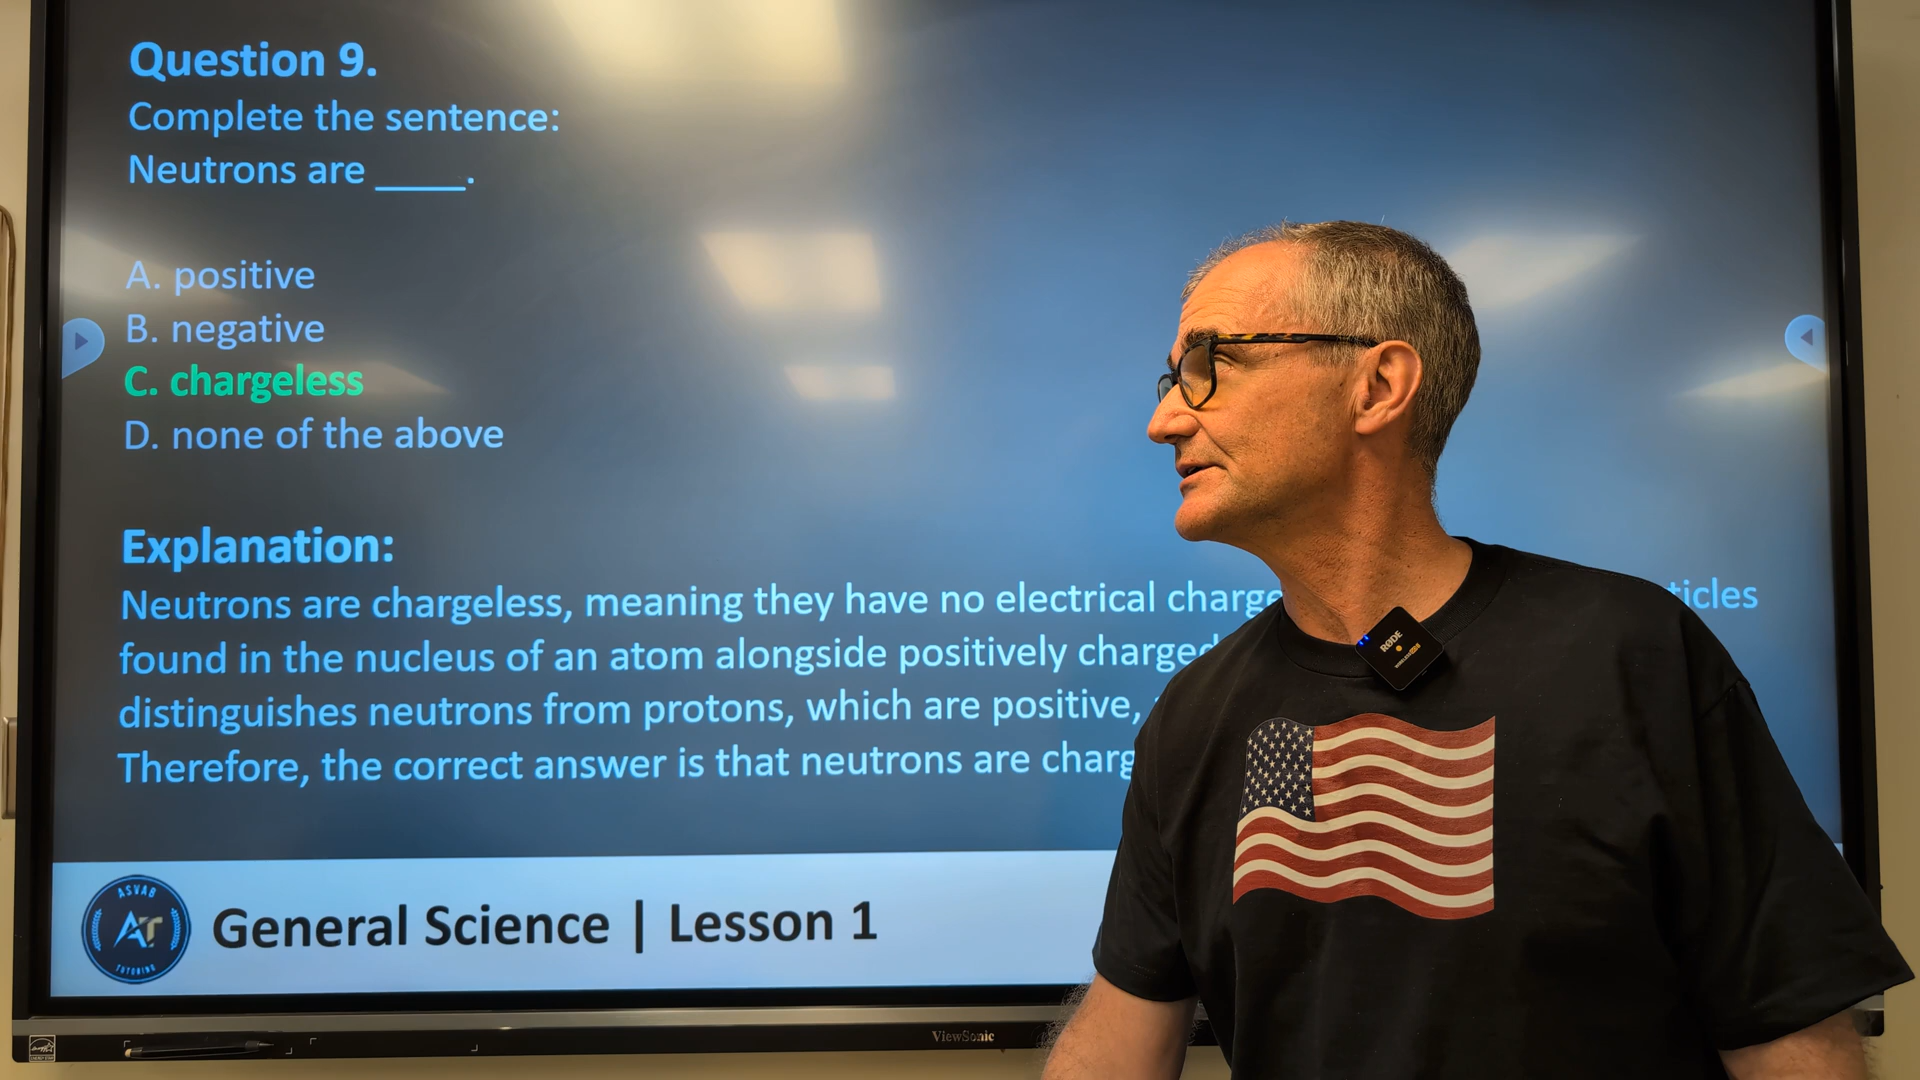 Question 9.
Complete the sentence:
Neutrons are _____.
A. positive
B. negative
C. chargeless
D. none of the above
Explanation:
Neutrons are chargeless, meaning they have no electrical charge ticles
found in the nucleus of an atom alongside positively charged
distinguishes neutrons from protons, which are positive,
Therefore, the correct answer is that neutrons are charg
RØDE
ASVAB
AT
TUTORING
General Science | Lesson 1
ViewSonic